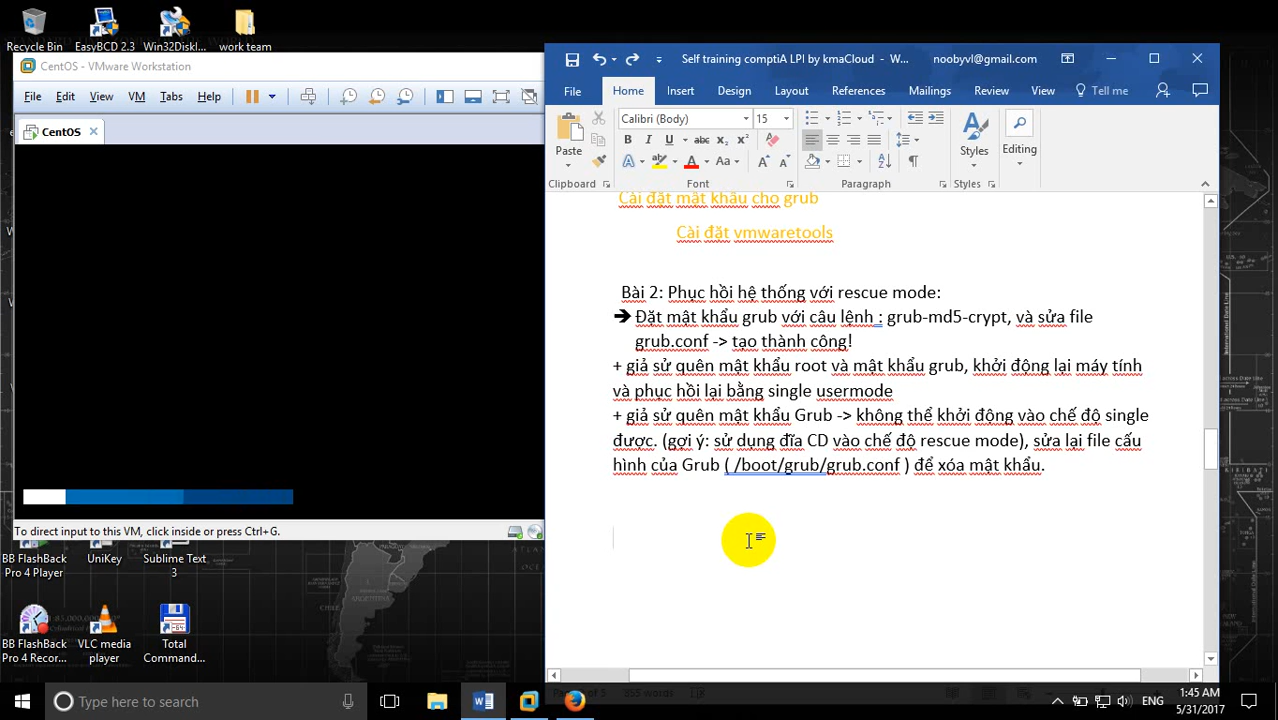 Recycle Bin
EasyBCD 2.3
Win32Diskl...
work team
CentOS - VMware Workstation
File Edit View VM Tabs Help
CentOS
To direct input to this VM, click inside or press Ctrl+G.
BB FlashBack Pro 4 Player
UniKey
Sublime Text 3
BB FlashBack Pro 4 Recor...
VLC media player
Total Command...
Self training comptiA LPI by kmaCloud - W...
noobyvl@gmail.com
File Home Insert Design Layout References Mailings Review View Tell me
Paste
Clipboard
Calibri (Body) 15
Font
Paragraph
Styles
Styles
Editing
Cài đặt mật khẩu cho grub
Cài đặt vmwaretools
Bài 2: Phục hồi hệ thống với rescue mode:
➔ Đặt mật khẩu grub với câu lệnh : grub-md5-crypt, và sửa file
grub.conf -> tạo thành công!
+ giả sử quên mật khẩu root và mật khẩu grub, khởi động lại máy tính
và phục hồi lại bằng single usermode
+ giả sử quên mật khẩu Grub -> không thể khởi động vào chế độ single
được. (gợi ý: sử dụng đĩa CD vào chế độ rescue mode), sửa lại file cấu
hình của Grub ( /boot/grub/grub.conf ) để xóa mật khẩu.
of 5 855 words
Type here to search
ENG
1:45 AM
5/31/2017